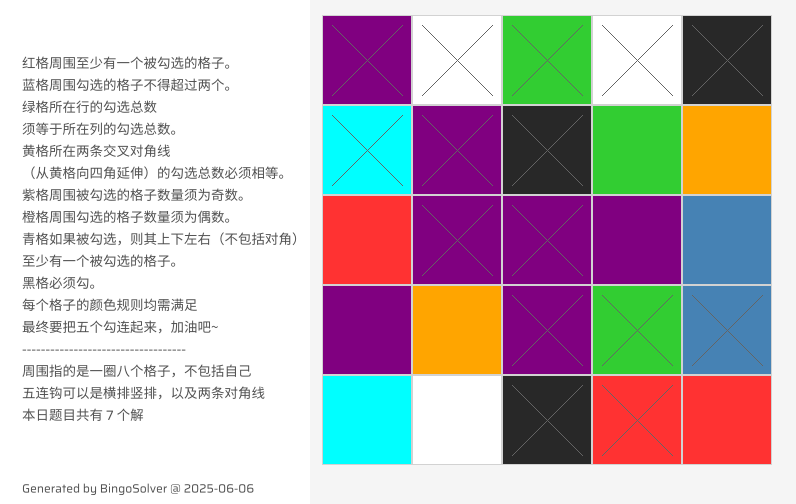 红格周围至少有一个被勾选的格子。
蓝格周围勾选的格子不得超过两个。
绿格所在行的勾选总数
须等于所在列的勾选总数。
黄格所在两条交叉对角线
（从黄格向四角延伸）的勾选总数必须相等。
紫格周围被勾选的格子数量须为奇数。
橙格周围勾选的格子数量须为偶数。
青格如果被勾选，则其上下左右（不包括对角）
至少有一个被勾选的格子。
黑格必须勾。
每个格子的颜色规则均需满足
最终要把五个勾连起来，加油吧~
-----------------------------------
周围指的是一圈八个格子，不包括自己
五连钩可以是横排竖排，以及两条对角线
本日题目共有 7 个解
Generated by BingoSolver @ 2025-06-06